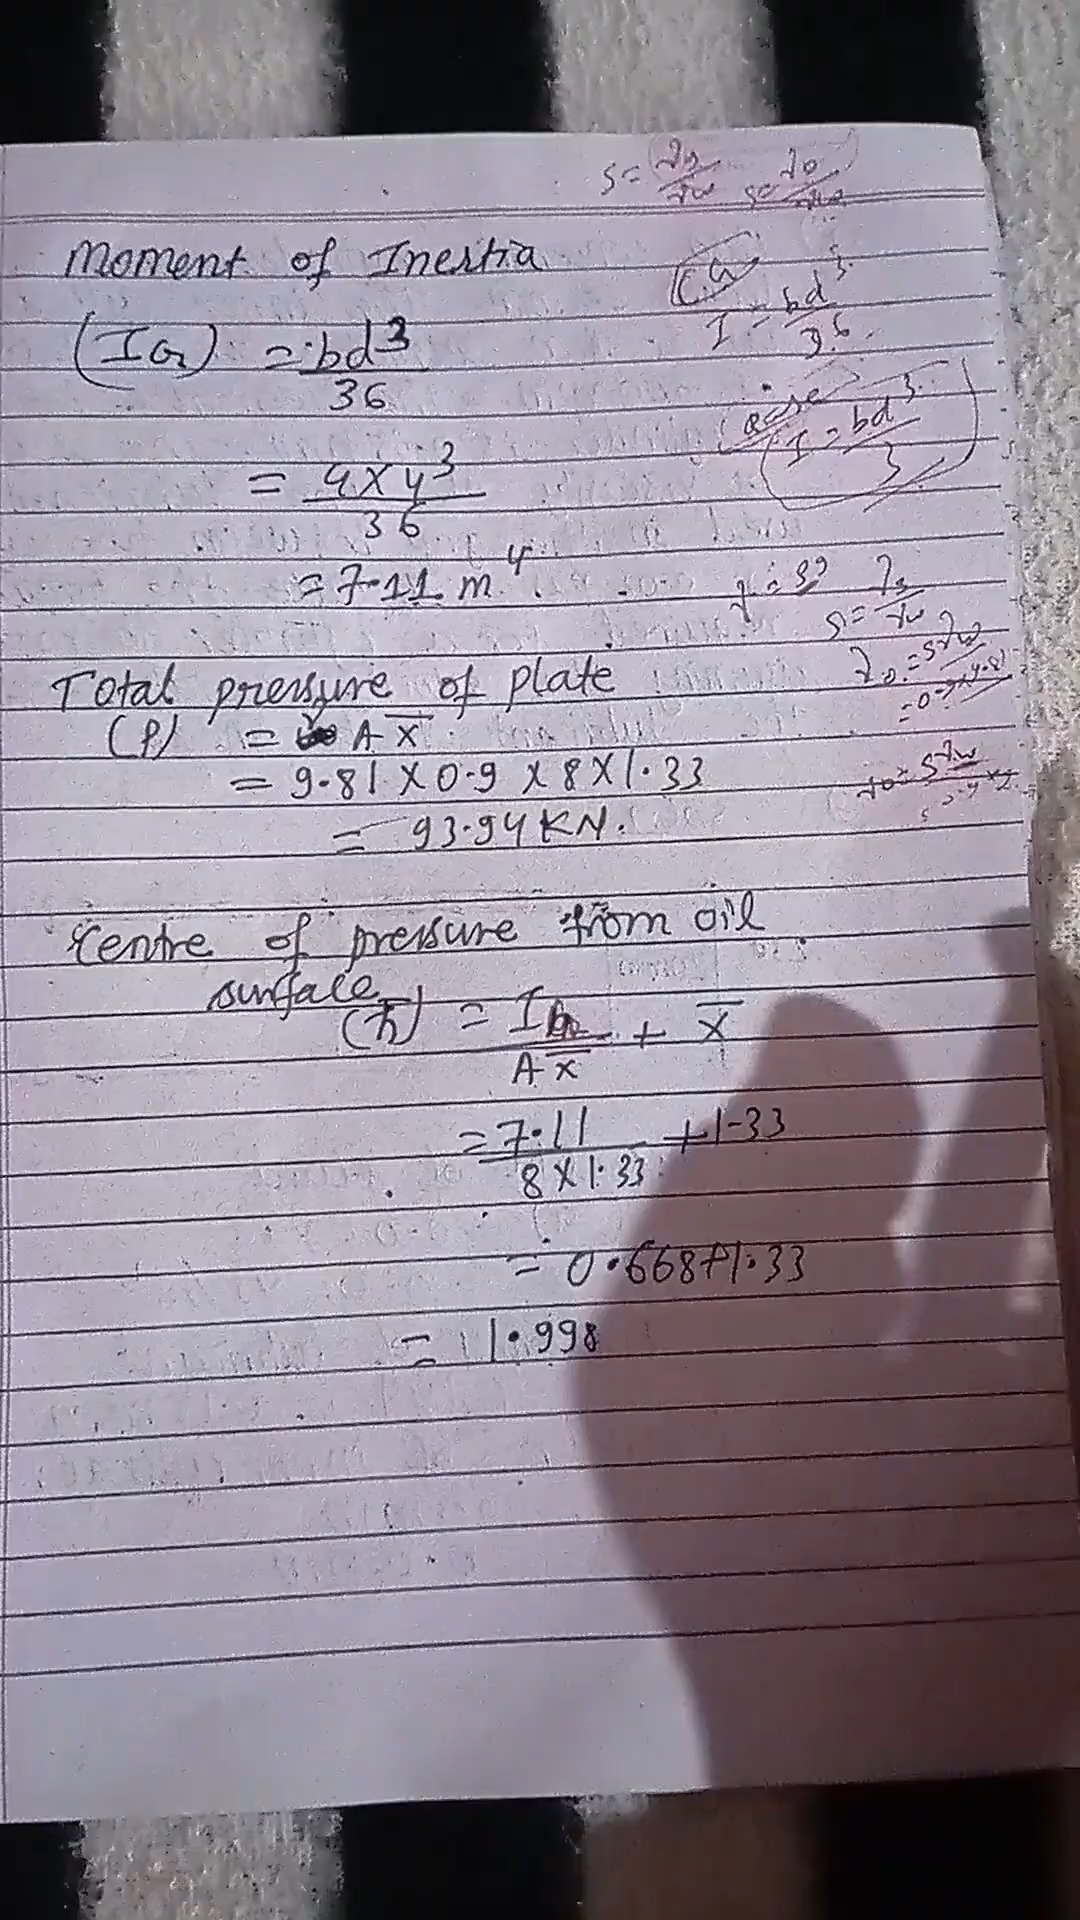 S =
Moment of Inertia
(IG) = bd³/36
C.G
I = bd³/36
= 4×4³/36
I = bd³/3
= 7.11 m⁴.
Total pressure of plate
(P) = A x̄
= 9.81 × 0.9 × 8 × 1.33
= 93.94 KN.
Centre of pressure from oil
surface
(h̄) = IG/A x̄ + x̄
= 7.11/8 × 1.33 + 1.33
= 0.668 + 1.33
= 1.998